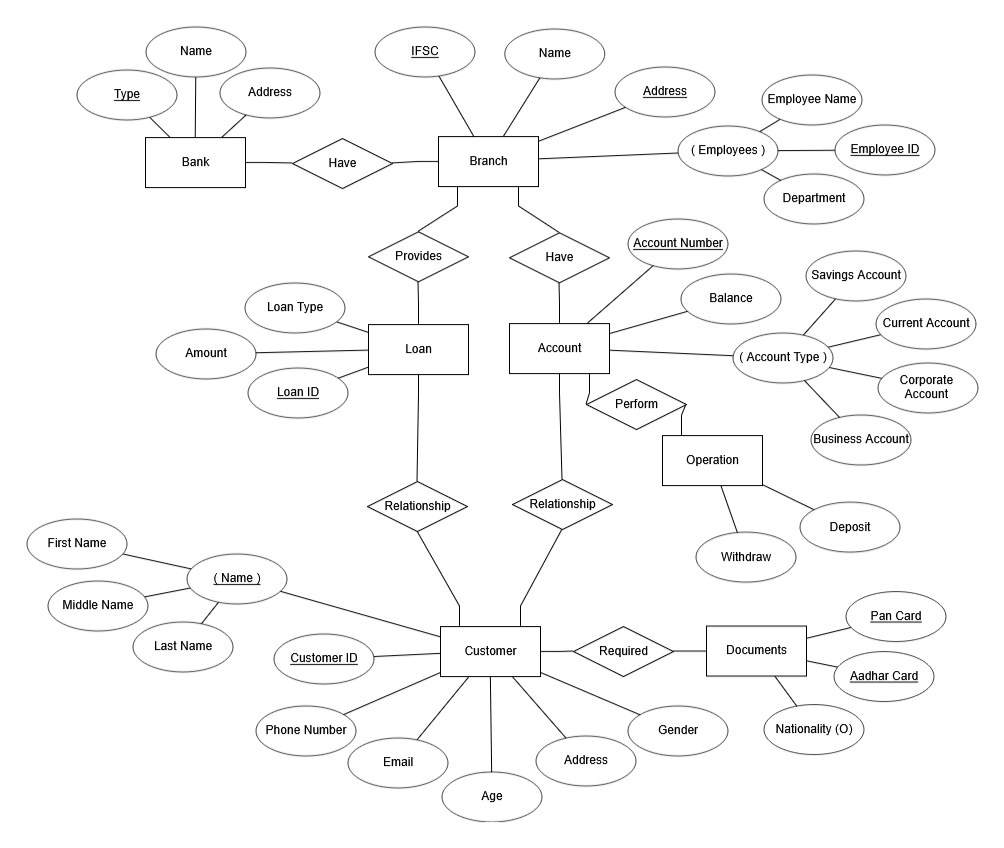 Name
IFSC
Name
Type
Address
Address
Employee Name
( Employees )
Employee ID
Bank
Have
Branch
Department
Account Number
Provides
Have
Savings Account
Loan Type
Balance
Current Account
Amount
Loan
Account
( Account Type )
Loan ID
Corporate
Account
Perform
Business Account
Operation
Relationship
Relationship
Deposit
First Name
Withdraw
( Name )
Middle Name
Pan Card
Last Name
Customer ID
Customer
Required
Documents
Aadhar Card
Phone Number
Gender
Nationality (O)
Email
Address
Age